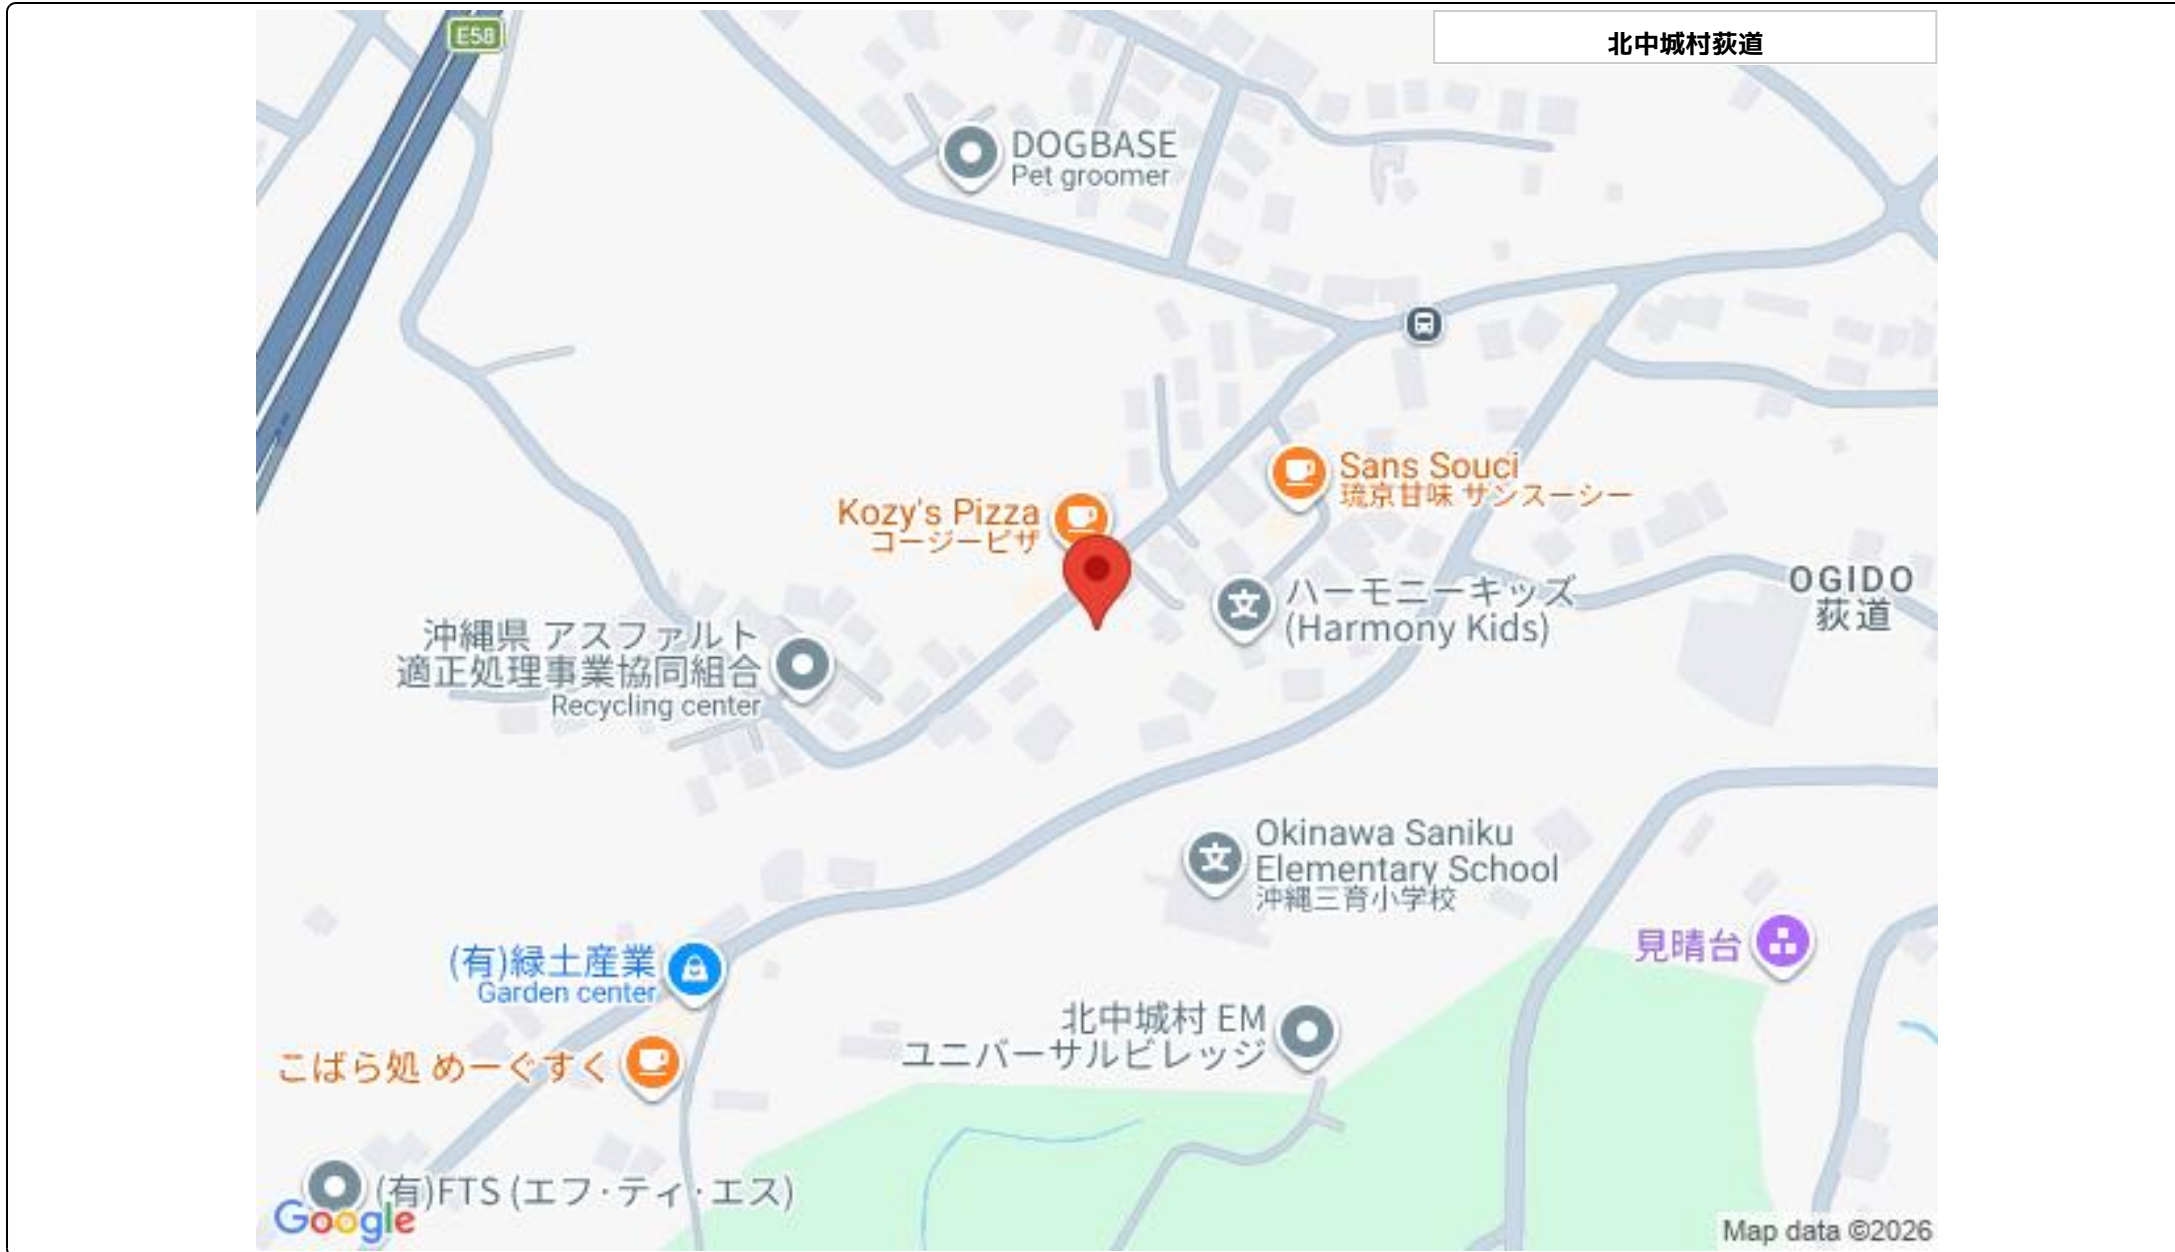 E58
北中城村荻道
DOGBASE
Pet groomer
Sans Souci
琉京甘味 サンスーシー
Kozy's Pizza
コージーピザ
ハーモニーキッズ
(Harmony Kids)
OGIDO
荻道
沖縄県 アスファルト
適正処理事業協同組合
Recycling center
Okinawa Saniku
Elementary School
沖縄三育小学校
見晴台
(有)緑土産業
Garden center
北中城村 EM
ユニバーサルビレッジ
こばら処 めーぐすく
(有)FTS (エフ·ティ·エス)
Google
Map data ©2026